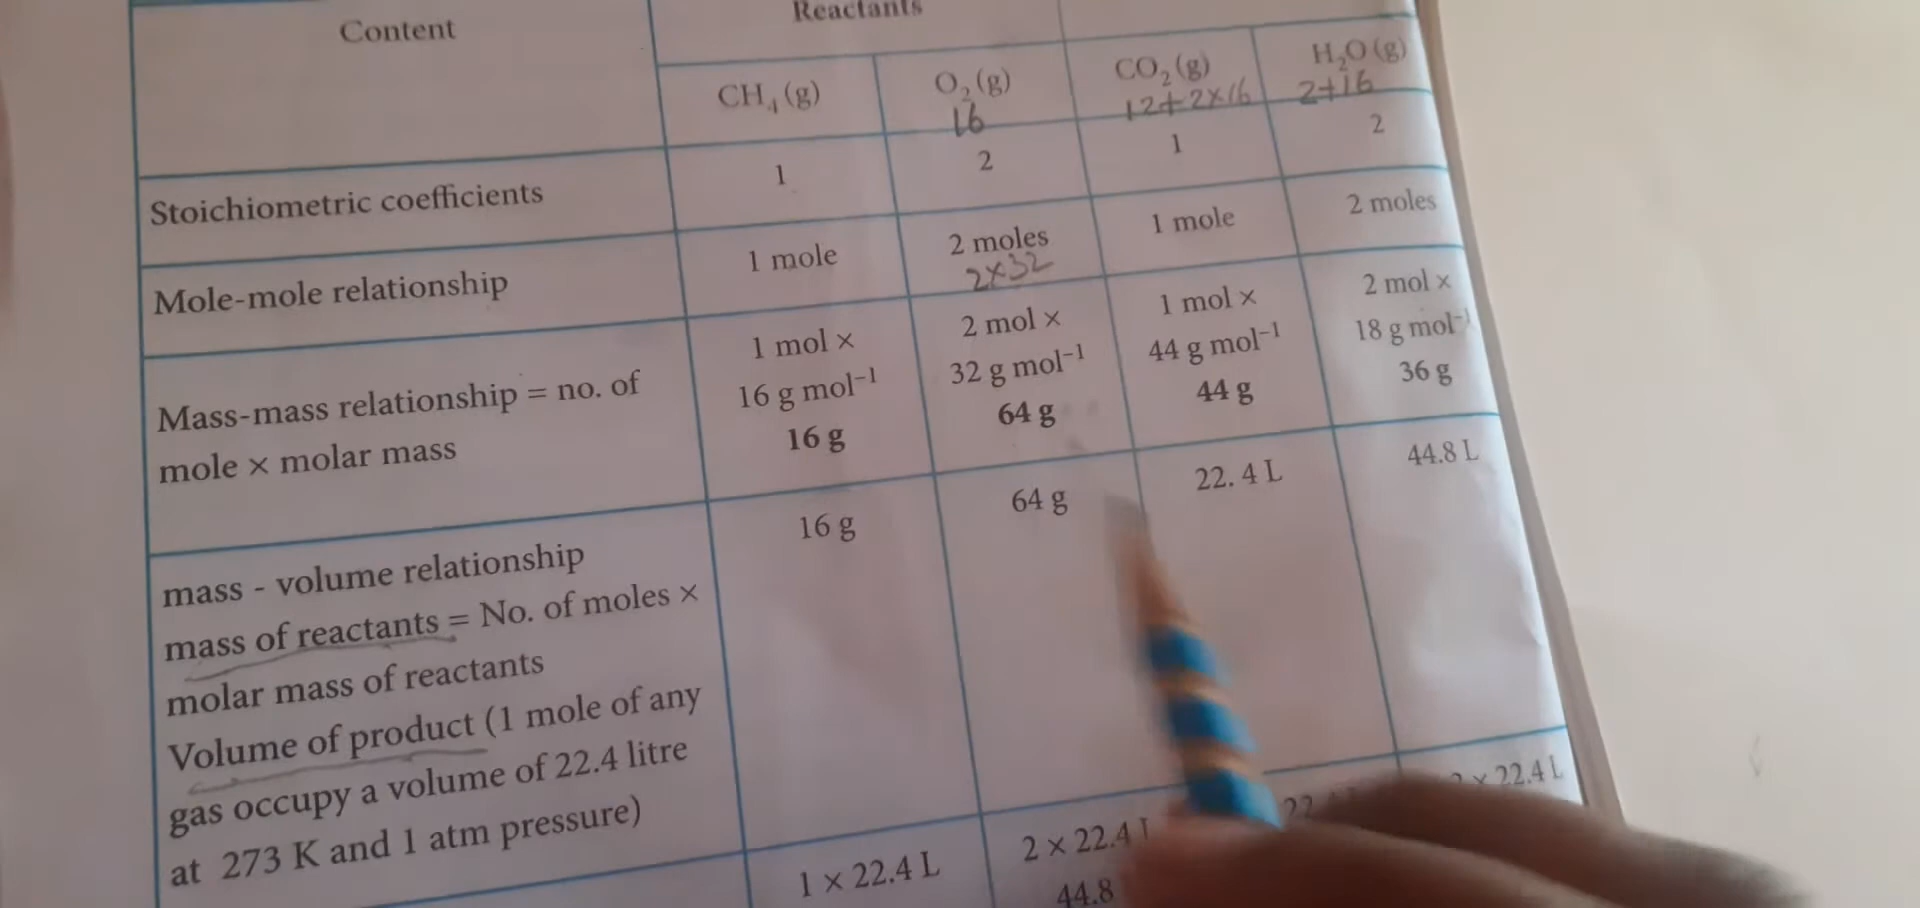 Reactants
Content
CH₄ (g)
O₂ (g)
CO₂ (g)
H₂O (g)
16
12+2×16
2+16
Stoichiometric coefficients
1
2
1
2
Mole-mole relationship
1 mole
2 moles
1 mole
2 moles
2×32
Mass-mass relationship = no. of
mole × molar mass
1 mol ×
16 g mol⁻¹
16 g
2 mol ×
32 g mol⁻¹
64 g
1 mol ×
44 g mol⁻¹
44 g
2 mol ×
18 g mol⁻¹
36 g
mass - volume relationship
mass of reactants = No. of moles ×
molar mass of reactants
Volume of product (1 mole of any
gas occupy a volume of 22.4 litre
at 273 K and 1 atm pressure)
16 g
64 g
22. 4 L
44.8 L
1 × 22.4 L
2 × 22.4
44.8
× 22.4 L